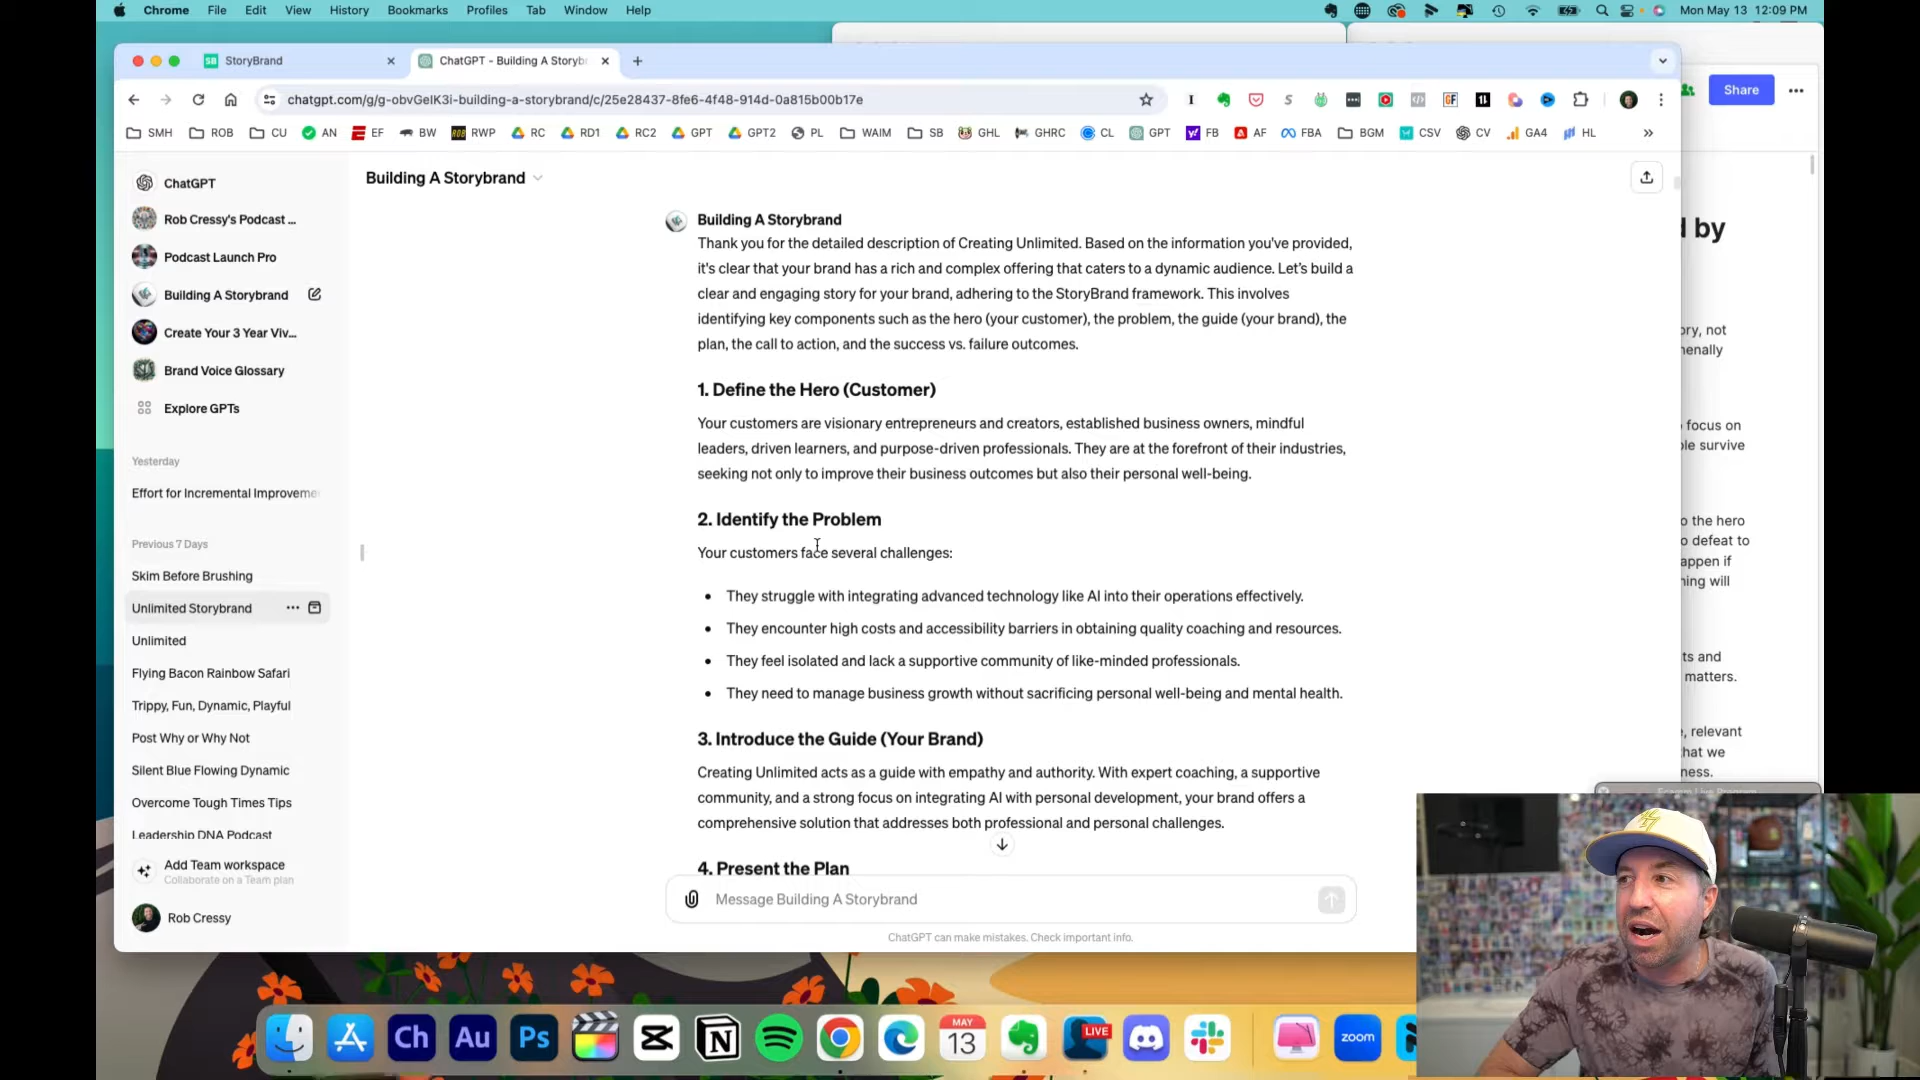 Chrome File Edit View History Bookmarks Profiles Tab Window Help Mon May 13 12:09 PM
SB StoryBrand ChatGPT - Building A Storyb
chatgpt.com/g/g-obvGelK3i-building-a-storybrand/c/25e28437-8fe6-4f48-914d-0a815b00b17e
Share
SMH ROB CU AN EF BW RWP RC RD1 RC2 GPT GPT2 PL WAIM SB GHL GHRC CL GPT FB AF FBA BGM CSV CV GA4 HL
ChatGPT
Rob Cressy's Podcast ...
Podcast Launch Pro
Building A Storybrand
Create Your 3 Year Viv...
Brand Voice Glossary
Explore GPTs
Yesterday
Effort for Incremental Improveme
Previous 7 Days
Skim Before Brushing
Unlimited Storybrand
Unlimited
Flying Bacon Rainbow Safari
Trippy, Fun, Dynamic, Playful
Post Why or Why Not
Silent Blue Flowing Dynamic
Overcome Tough Times Tips
Leadership DNA Podcast
Add Team workspace
Collaborate on a Team plan
Rob Cressy
Building A Storybrand
Building A Storybrand
Thank you for the detailed description of Creating Unlimited. Based on the information you've provided,
it's clear that your brand has a rich and complex offering that caters to a dynamic audience. Let's build a
clear and engaging story for your brand, adhering to the StoryBrand framework. This involves
identifying key components such as the hero (your customer), the problem, the guide (your brand), the
plan, the call to action, and the success vs. failure outcomes.
1. Define the Hero (Customer)
Your customers are visionary entrepreneurs and creators, established business owners, mindful
leaders, driven learners, and purpose-driven professionals. They are at the forefront of their industries,
seeking not only to improve their business outcomes but also their personal well-being.
2. Identify the Problem
Your customers face several challenges:
• They struggle with integrating advanced technology like AI into their operations effectively.
• They encounter high costs and accessibility barriers in obtaining quality coaching and resources.
• They feel isolated and lack a supportive community of like-minded professionals.
• They need to manage business growth without sacrificing personal well-being and mental health.
3. Introduce the Guide (Your Brand)
Creating Unlimited acts as a guide with empathy and authority. With expert coaching, a supportive
community, and a strong focus on integrating AI with personal development, your brand offers a
comprehensive solution that addresses both professional and personal challenges.
4. Present the Plan
Message Building A Storybrand
ChatGPT can make mistakes. Check important info.
by
ory, not
focus on
ple survive
o the hero
o defeat to
appen if
ning will
ts and
matters.
, relevant
hat we
ness.
Ecamm Live Program
Ch Au Ps MAY 13 LIVE zoom